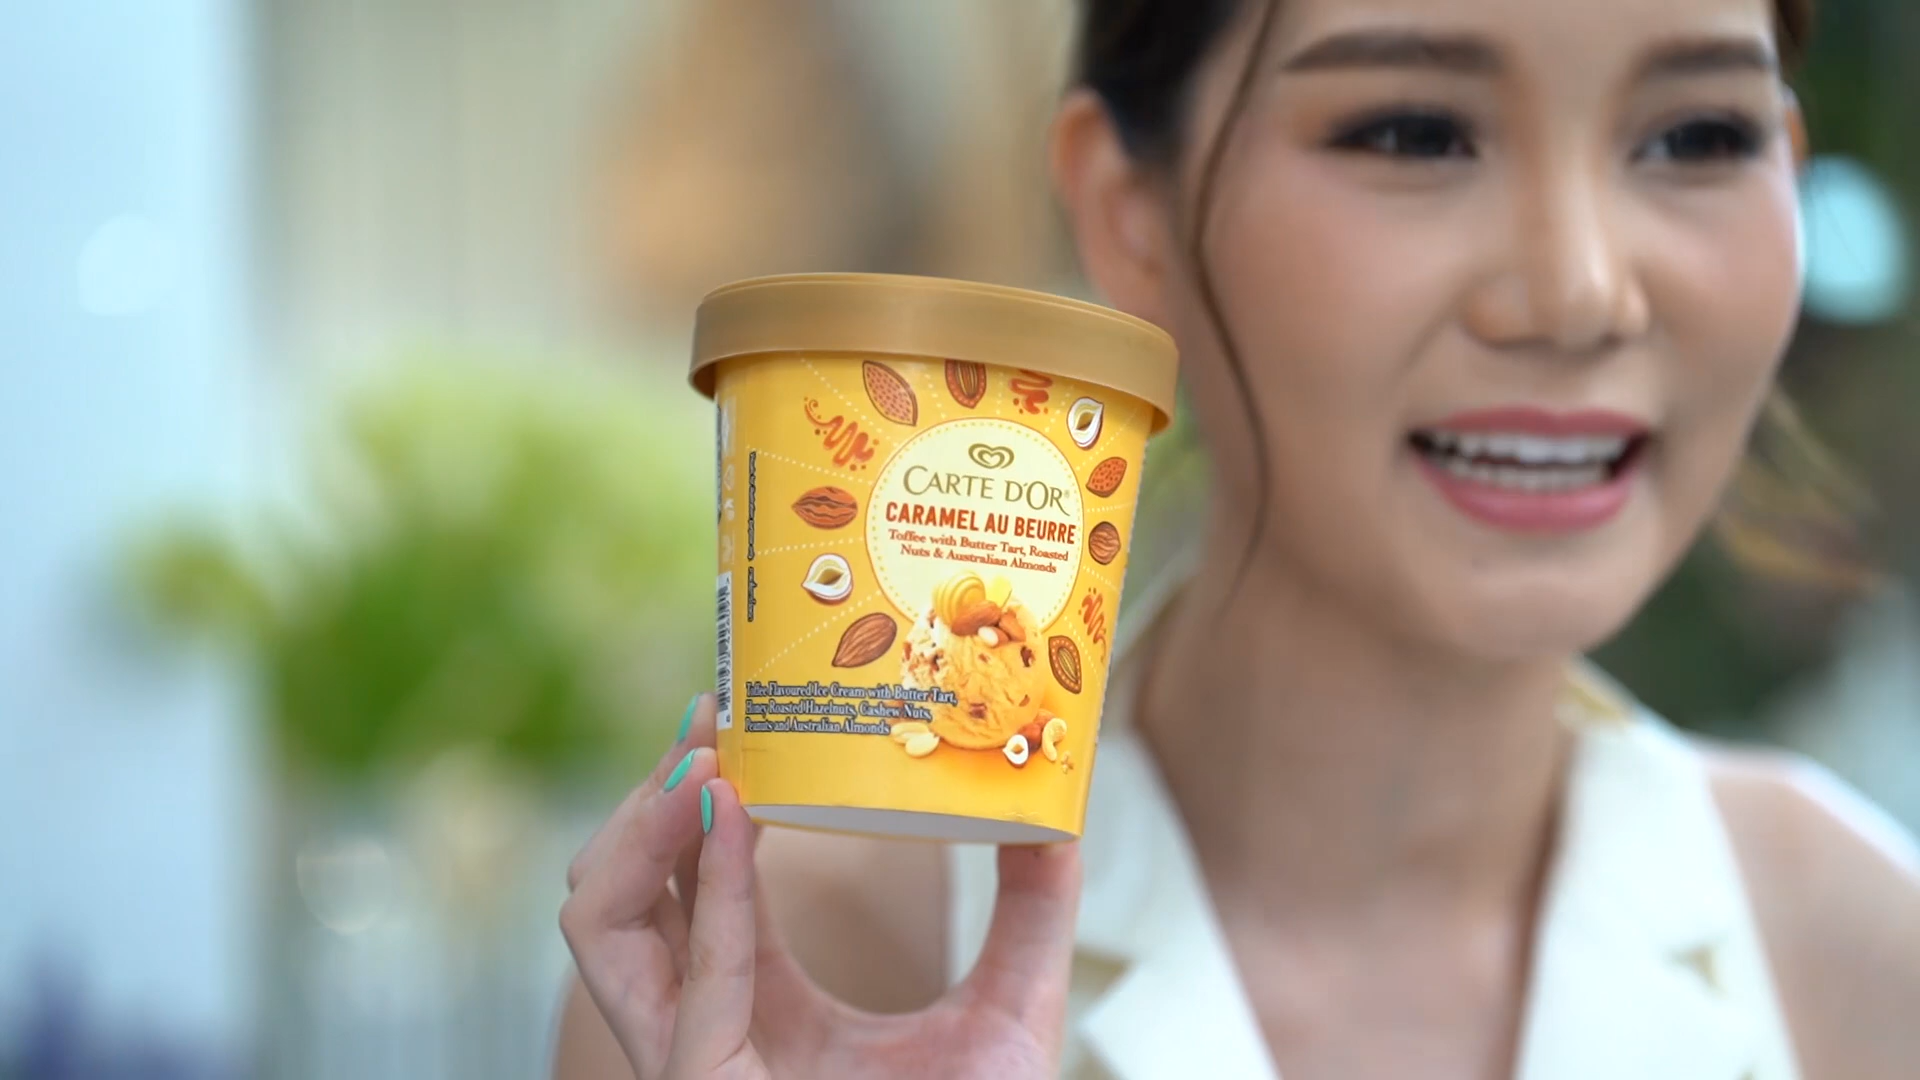 CARTE D'OR®
CARAMEL AU BEURRE
Toffee with Butter Tart, Roasted
Nuts & Australian Almonds
Toffee Flavoured Ice Cream with Butter Tart,
Honey Roasted Hazelnuts, Cashew Nuts,
Peanuts and Australian Almonds